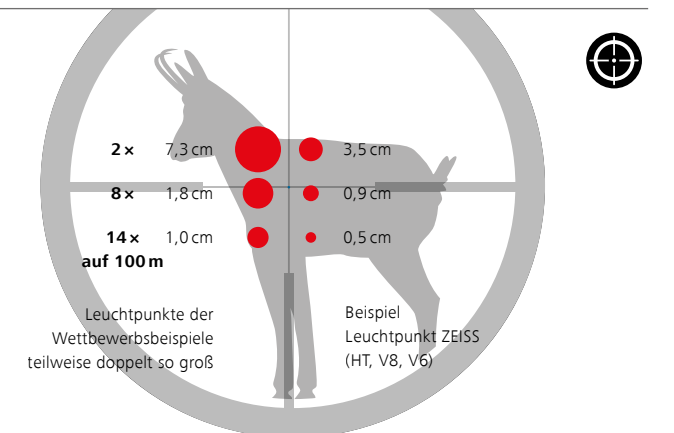 2× 7,3 cm 3,5 cm
8× 1,8 cm 0,9 cm
14× 1,0 cm 0,5 cm
auf 100 m
Leuchtpunkte der
Wettbewerbsbeispiele
teilweise doppelt so groß
Beispiel
Leuchtpunkt ZEISS
(HT, V8, V6)